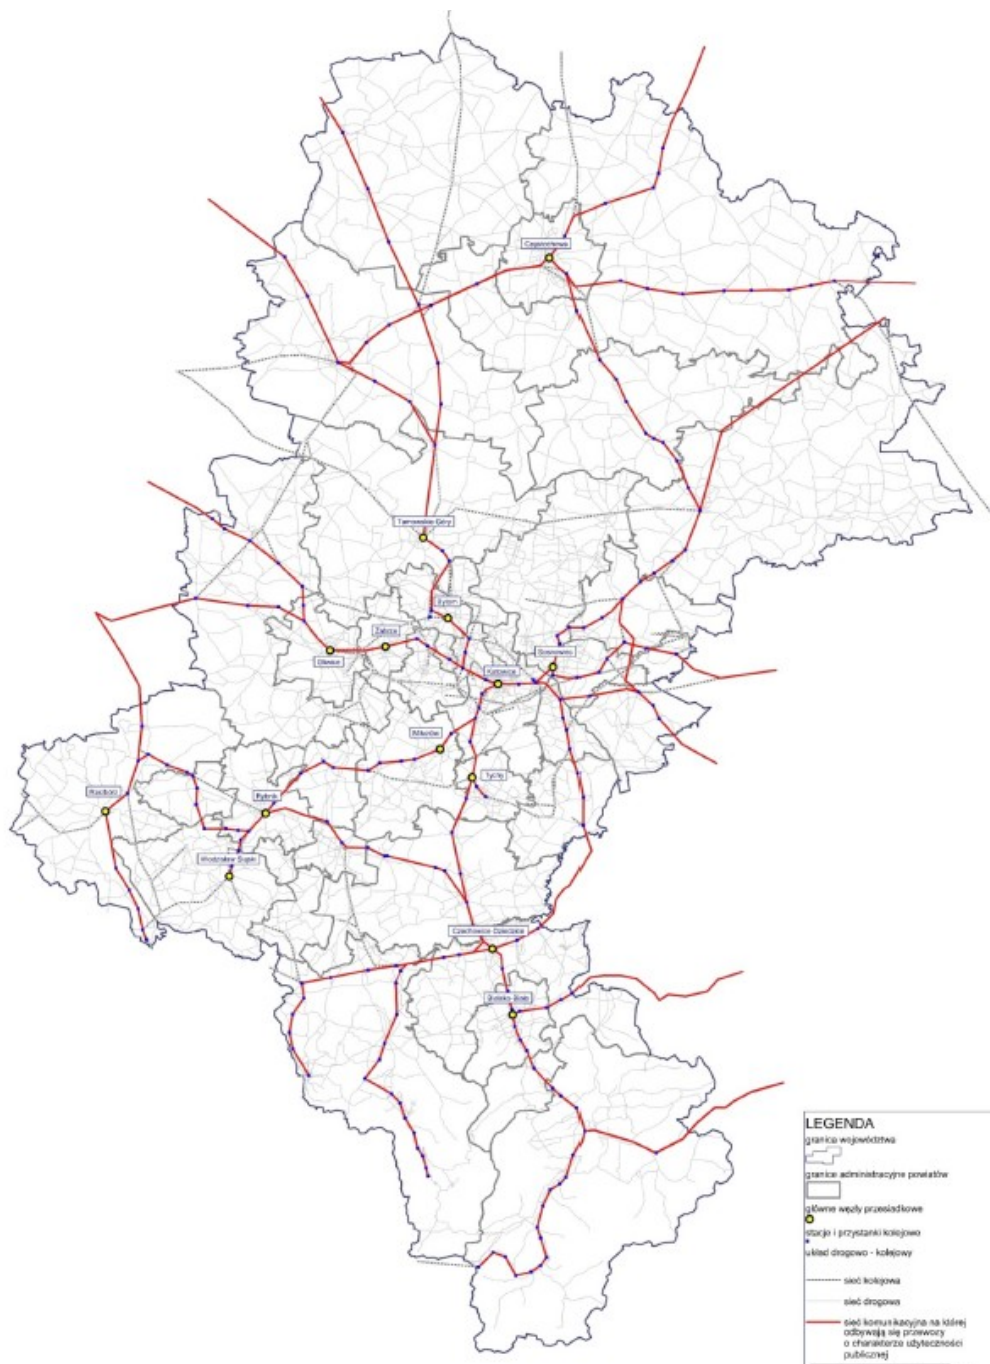 Częstochowa
Tarnowskie Góry
Bytom
Zabrze
Gliwice
Katowice
Sosnowiec
Mikołów
Tychy
Racibórz
Rybnik
Wodzisław Śląski
Czechowice-Dziedzice
Bielsko-Biała
LEGENDA
granica województwa
granice administracyjne powiatów
główne węzły przesiadkowe
stacje i przystanki kolejowe
układ drogowo - kolejowy
sieć kolejowa
sieć drogowa
sieć komunikacyjna na której
odbywają się przewozy
o charakterze użyteczności
publicznej